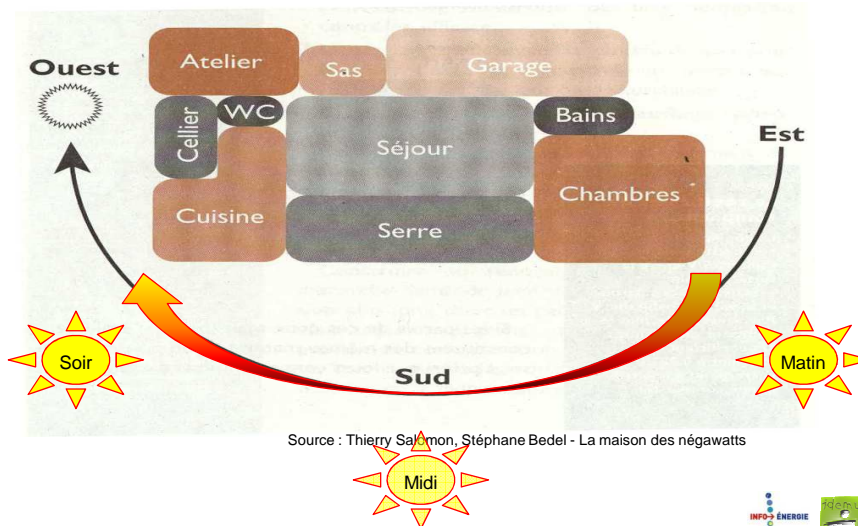 Ouest
Atelier
Sas
Garage
WC
Cellier
Séjour
Bains
Est
Cuisine
Serre
Chambres
Soir
Sud
Matin
Source : Thierry Salomon, Stéphane Bedel - La maison des négawatts
Midi
INFO ÉNERGIE